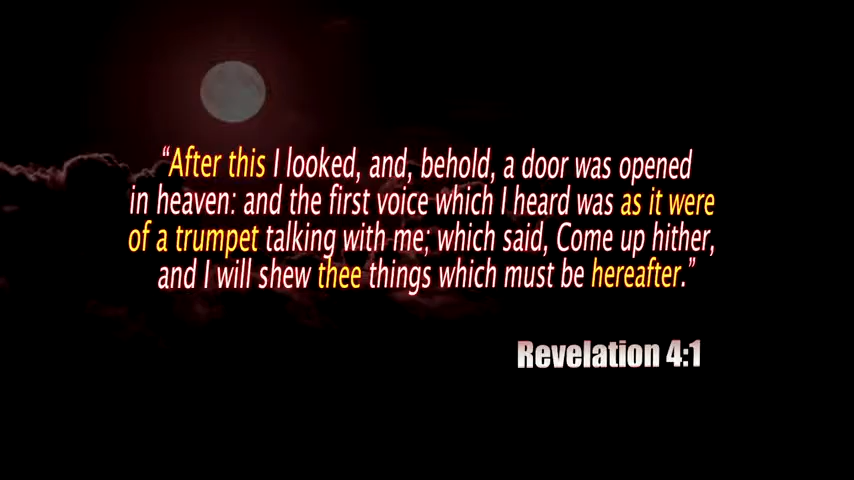 “After this I looked, and, behold, a door was opened
in heaven: and the first voice which I heard was as it were
of a trumpet talking with me; which said, Come up hither,
and I will shew thee things which must be hereafter.”
Revelation 4:1